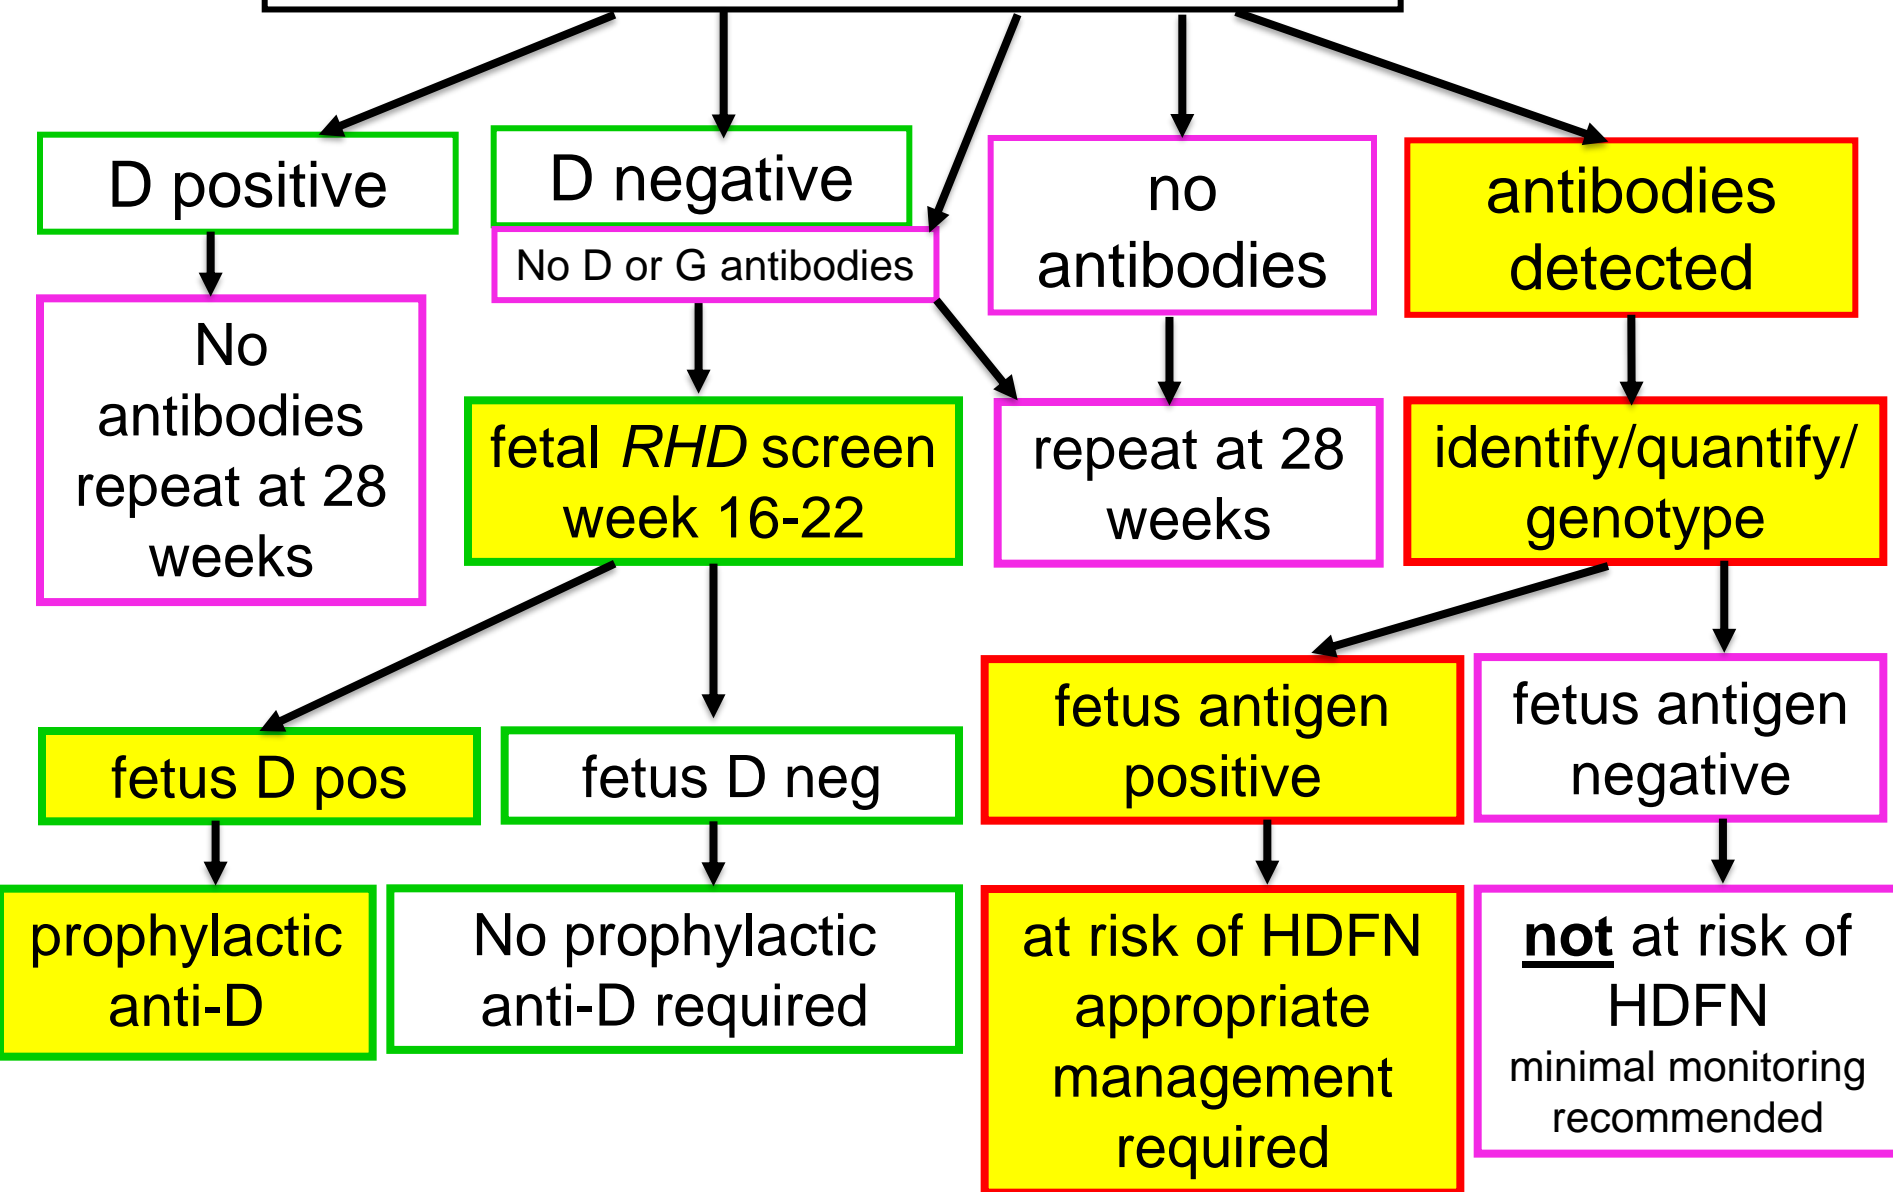 D positive
D negative
No D or G antibodies
no
antibodies
antibodies
detected
No
antibodies
repeat at 28
weeks
fetal RHD screen
week 16-22
repeat at 28
weeks
identify/quantify/
genotype
fetus D pos
fetus D neg
fetus antigen
positive
fetus antigen
negative
prophylactic
anti-D
No prophylactic
anti-D required
at risk of HDFN
appropriate
management
required
not at risk of
HDFN
minimal monitoring
recommended